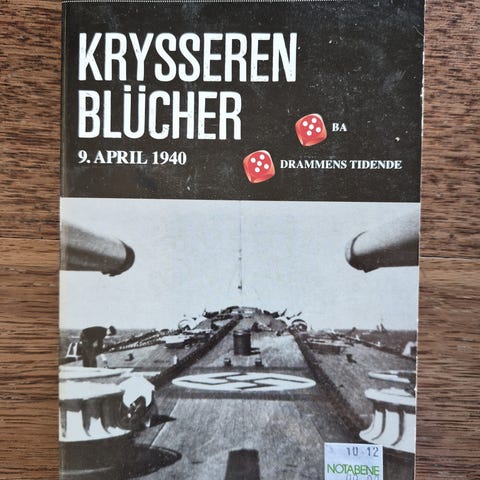 KRYSSEREN
BLÜCHER
9. APRIL 1940
BA
DRAMMENS TIDENDE
10-12
NOTABENE